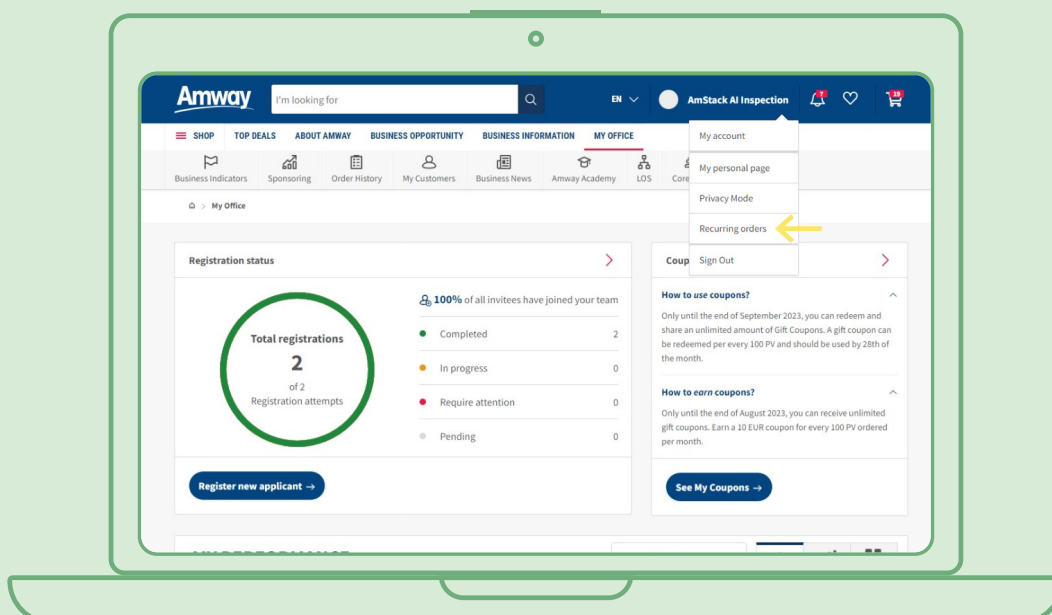 Amway
I'm looking for
EN
AmStack AI Inspection
7
19
SHOP
TOP DEALS
ABOUT AMWAY
BUSINESS OPPORTUNITY
BUSINESS INFORMATION
MY OFFICE
My account
My personal page
Privacy Mode
Recurring orders
Sign Out
Business Indicators
Sponsoring
Order History
My Customers
Business News
Amway Academy
LOS
Core
> My Office
Registration status
Total registrations
2
of 2
Registration attempts
100% of all invitees have joined your team
Completed 2
In progress 0
Require attention 0
Pending 0
Register new applicant →
Coup
How to use coupons?
Only until the end of September 2023, you can redeem and
share an unlimited amount of Gift Coupons. A gift coupon can
be redeemed per every 100 PV and should be used by 28th of
the month.
How to earn coupons?
Only until the end of August 2023, you can receive unlimited
gift coupons. Earn a 10 EUR coupon for every 100 PV ordered
per month.
See My Coupons →
MY PERFORMANCE